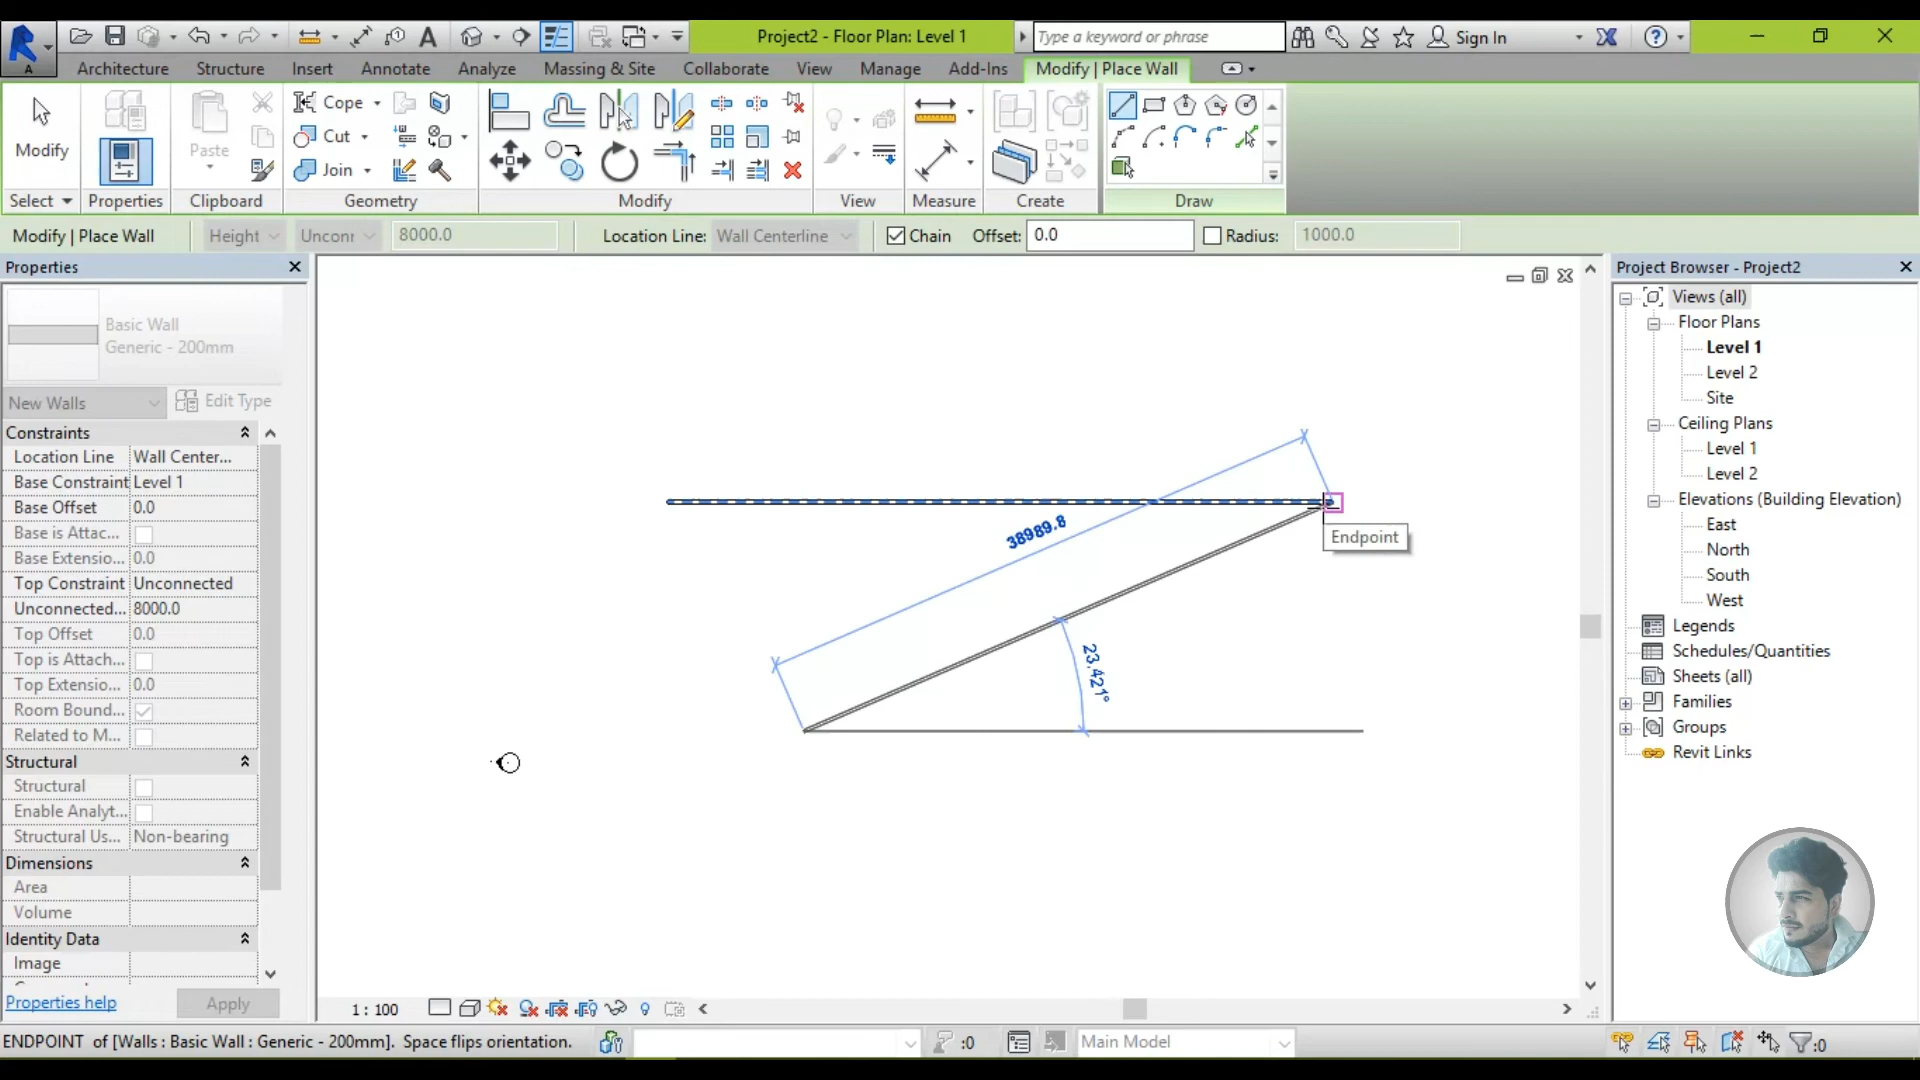 Project2 - Floor Plan: Level 1
Type a keyword or phrase
Sign In
A
Architecture Structure Insert Annotate Analyze Massing & Site Collaborate View Manage Add-Ins Modify | Place Wall
Modify
Paste
Cope
Cut
Join
Select Properties Clipboard Geometry Modify View Measure Create Draw
Modify | Place Wall
Height
Unconr
8000.0
Location Line: Wall Centerline
Chain
Offset: 0.0
Radius: 1000.0
Properties
Basic Wall
Generic - 200mm
New Walls
Edit Type
Constraints
Location Line Wall Center...
Base Constraint Level 1
Base Offset 0.0
Base is Attac...
Base Extensio... 0.0
Top Constraint Unconnected
Unconnected... 8000.0
Top Offset 0.0
Top is Attach...
Top Extensio... 0.0
Room Bound...
Related to M...
Structural
Structural
Enable Analyt...
Structural Us... Non-bearing
Dimensions
Area
Volume
Identity Data
Image
Properties help
Apply
38989.8
23.421°
Endpoint
1 : 100
Project Browser - Project2
Views (all)
Floor Plans
Level 1
Level 2
Site
Ceiling Plans
Level 1
Level 2
Elevations (Building Elevation)
East
North
South
West
Legends
Schedules/Quantities
Sheets (all)
Families
Groups
Revit Links
ENDPOINT of [Walls : Basic Wall : Generic - 200mm]. Space flips orientation.
:0
Main Model
:0